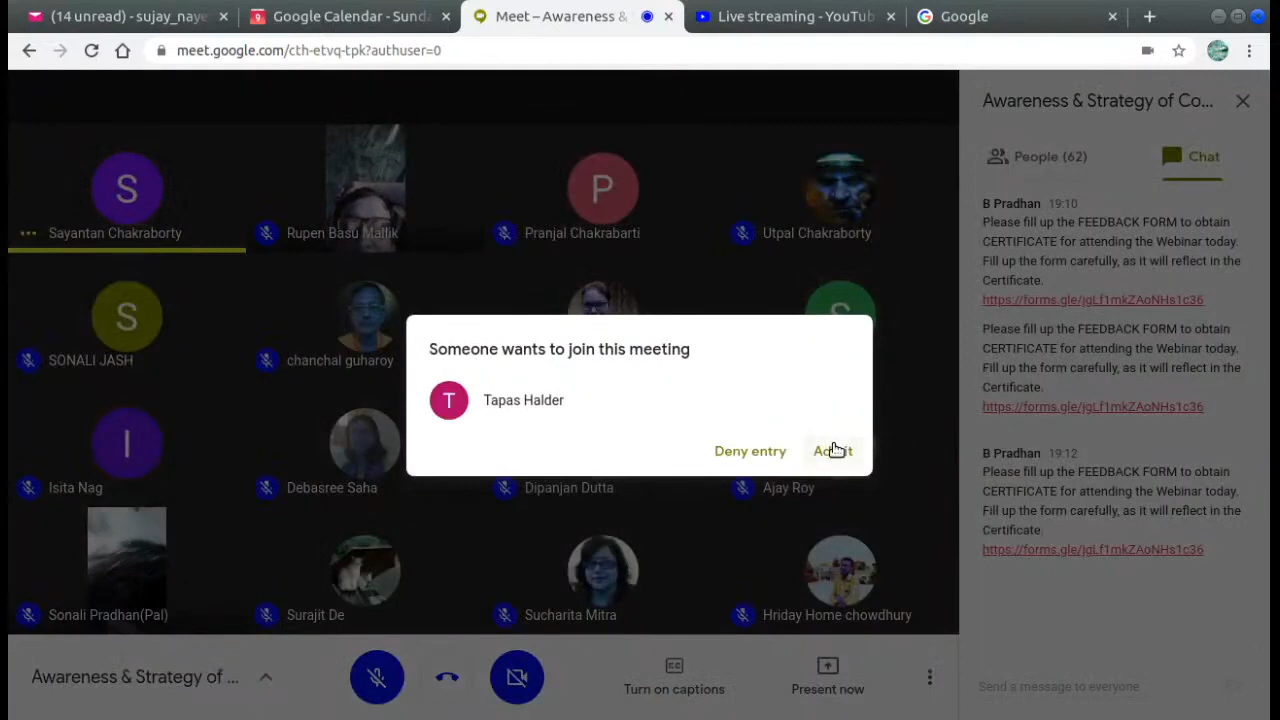 (14 unread) - sujay_naye
Google Calendar - Sund
Meet – Awareness &
Live streaming - YouTub
Google
meet.google.com/cth-etvq-tpk?authuser=0
Awareness & Strategy of Co...
People (62)
Chat
S
Sayantan Chakraborty
Rupen Basu Mallik
P
Pranjal Chakrabarti
Utpal Chakraborty
S
SONALI JASH
chanchal guharoy
S
I
Isita Nag
Debasree Saha
Dipanjan Dutta
Ajay Roy
Sonali Pradhan(Pal)
Surajit De
Sucharita Mitra
Hriday Home chowdhury
Someone wants to join this meeting
T
Tapas Halder
Deny entry
Admit
B Pradhan 19:10
Please fill up the FEEDBACK FORM to obtain
CERTIFICATE for attending the Webinar today.
Fill up the form carefully, as it will reflect in the
Certificate.
https://forms.gle/jgLf1mkZAoNHs1c36
Please fill up the FEEDBACK FORM to obtain
CERTIFICATE for attending the Webinar today.
Fill up the form carefully, as it will reflect in the
Certificate.
https://forms.gle/jgLf1mkZAoNHs1c36
B Pradhan 19:12
Please fill up the FEEDBACK FORM to obtain
CERTIFICATE for attending the Webinar today.
Fill up the form carefully, as it will reflect in the
Certificate.
https://forms.gle/jgLf1mkZAoNHs1c36
Send a message to everyone
Awareness & Strategy of ...
CC
Turn on captions
Present now